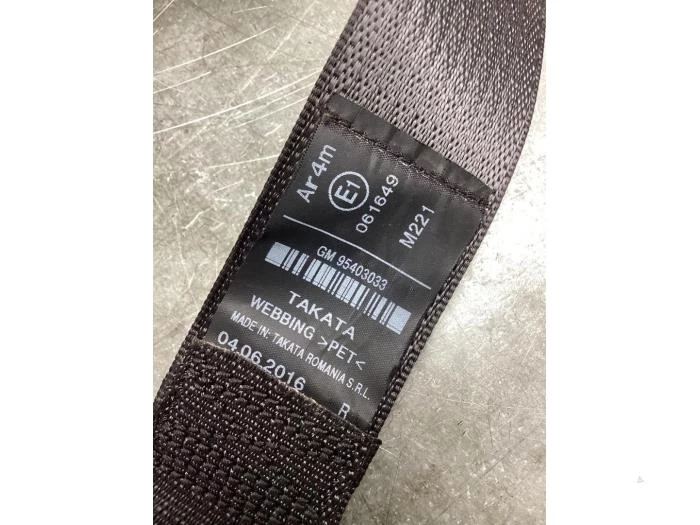 Ar4m E1 061649 M221
GM 95403033
TAKATA
WEBBING >PET<
MADE IN: TAKATA ROMANIA S.R.L.
04.06.2016 R